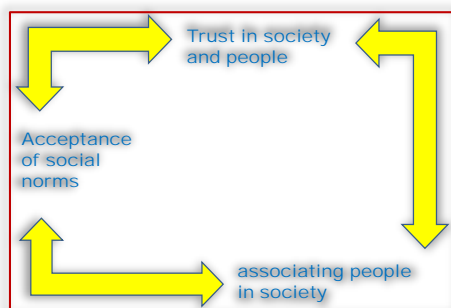 Trust in society
and people
Acceptance
of social
norms
associating people
in society